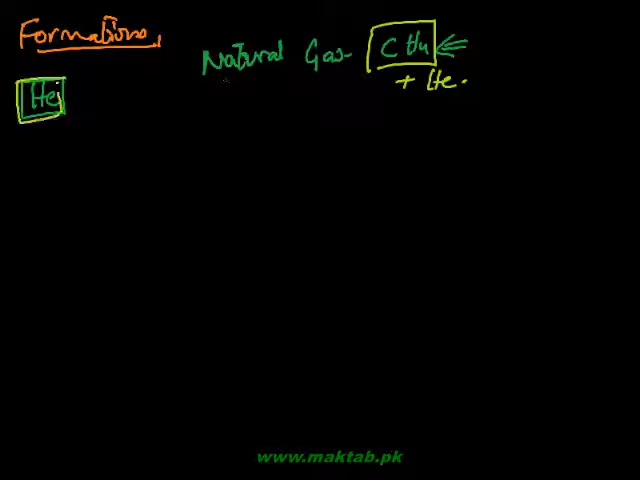 Formations,
Natural Gas CH4
+ He.
He
www.maktab.pk